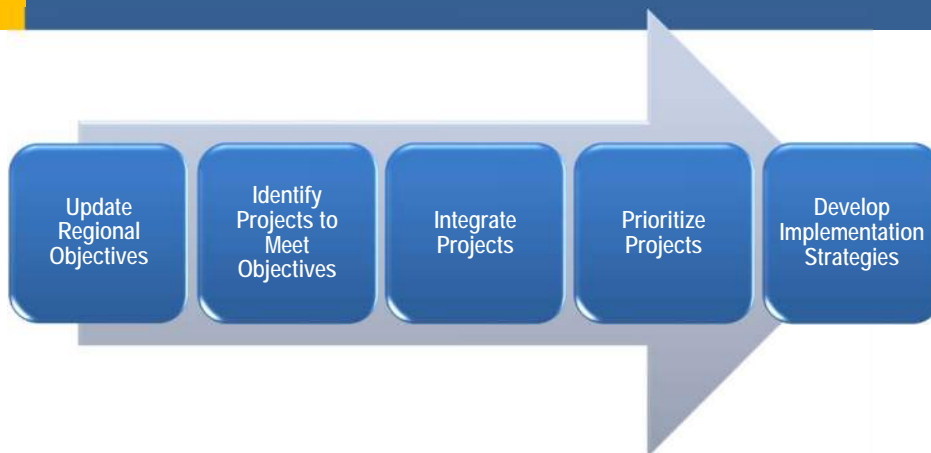 Update
Regional
Objectives
Identify
Projects to
Meet
Objectives
Integrate
Projects
Prioritize
Projects
Develop
Implementation
Strategies